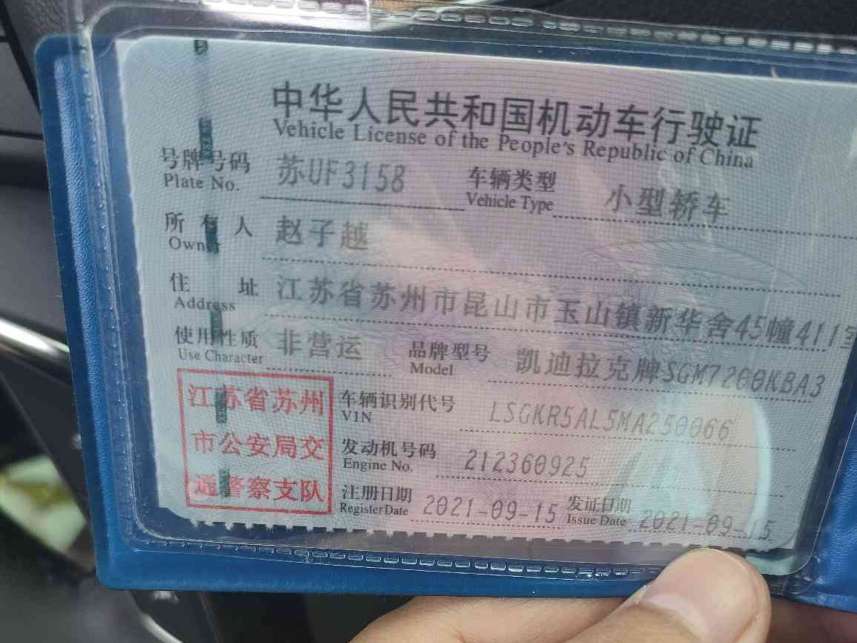 中华人民共和国机动车行驶证
Vehicle License of the People's Republic of China
号牌号码 苏UF3158 车辆类型 小型轿车
Plate No. Vehicle Type
所有人 赵子越
Owner
住址 江苏省苏州市昆山市玉山镇新华舍45幢411室
Address
使用性质 非营运 品牌型号 凯迪拉克牌SGM7200KBA3
Use Character Model
江苏省苏州
市公安局交
通警察支队
车辆识别代号 LSGKR5AL5MA250066
VIN
发动机号码 212360925
Engine No.
注册日期 2021-09-15 发证日期 2021-09-15
Register Date Issue Date